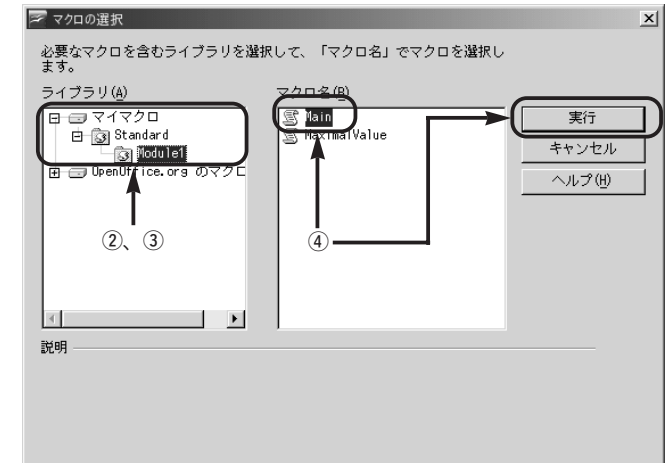 マクロの選択
必要なマクロを含むライブラリを選択して、「マクロ名」でマクロを選択し
ます。
ライブラリ(A)
マクロ名(B)
マイマクロ
Standard
Module1
OpenOffice.org のマクロ
Main
MaximalValue
実行
キャンセル
ヘルプ(H)
②、③
④
説明